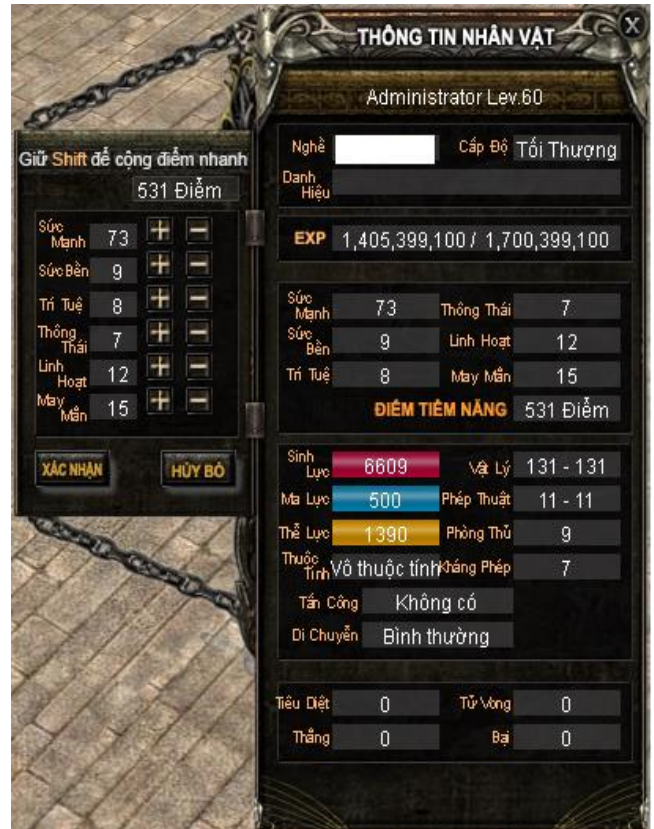 THÔNG TIN NHÂN VẬT
X
Administrator Lev.60
Nghề Cấp Độ Tối Thượng
Danh Hiệu
EXP 1,405,399,100 / 1,700,399,100
Sức Mạnh 73 Thông Thái 7
Sức Bền 9 Linh Hoạt 12
Trí Tuệ 8 May Mắn 15
ĐIỂM TIỀM NĂNG 531 Điểm
Sinh Lực 6609 Vật Lý 131 - 131
Ma Lực 500 Phép Thuật 11 - 11
Thể Lực 1390 Phòng Thủ 9
Thuộc Tính Vô thuộc tính Kháng Phép 7
Tấn Công Không có
Di Chuyển Bình thường
Tiêu Diệt 0 Tử Vong 0
Thắng 0 Bại 0
Giữ Shift để cộng điểm nhanh
531 Điểm
Sức Mạnh 73 + -
Sức Bền 9 + -
Trí Tuệ 8 + -
Thông Thái 7 + -
Linh Hoạt 12 + -
May Mắn 15 + -
XÁC NHẬN HỦY BỎ